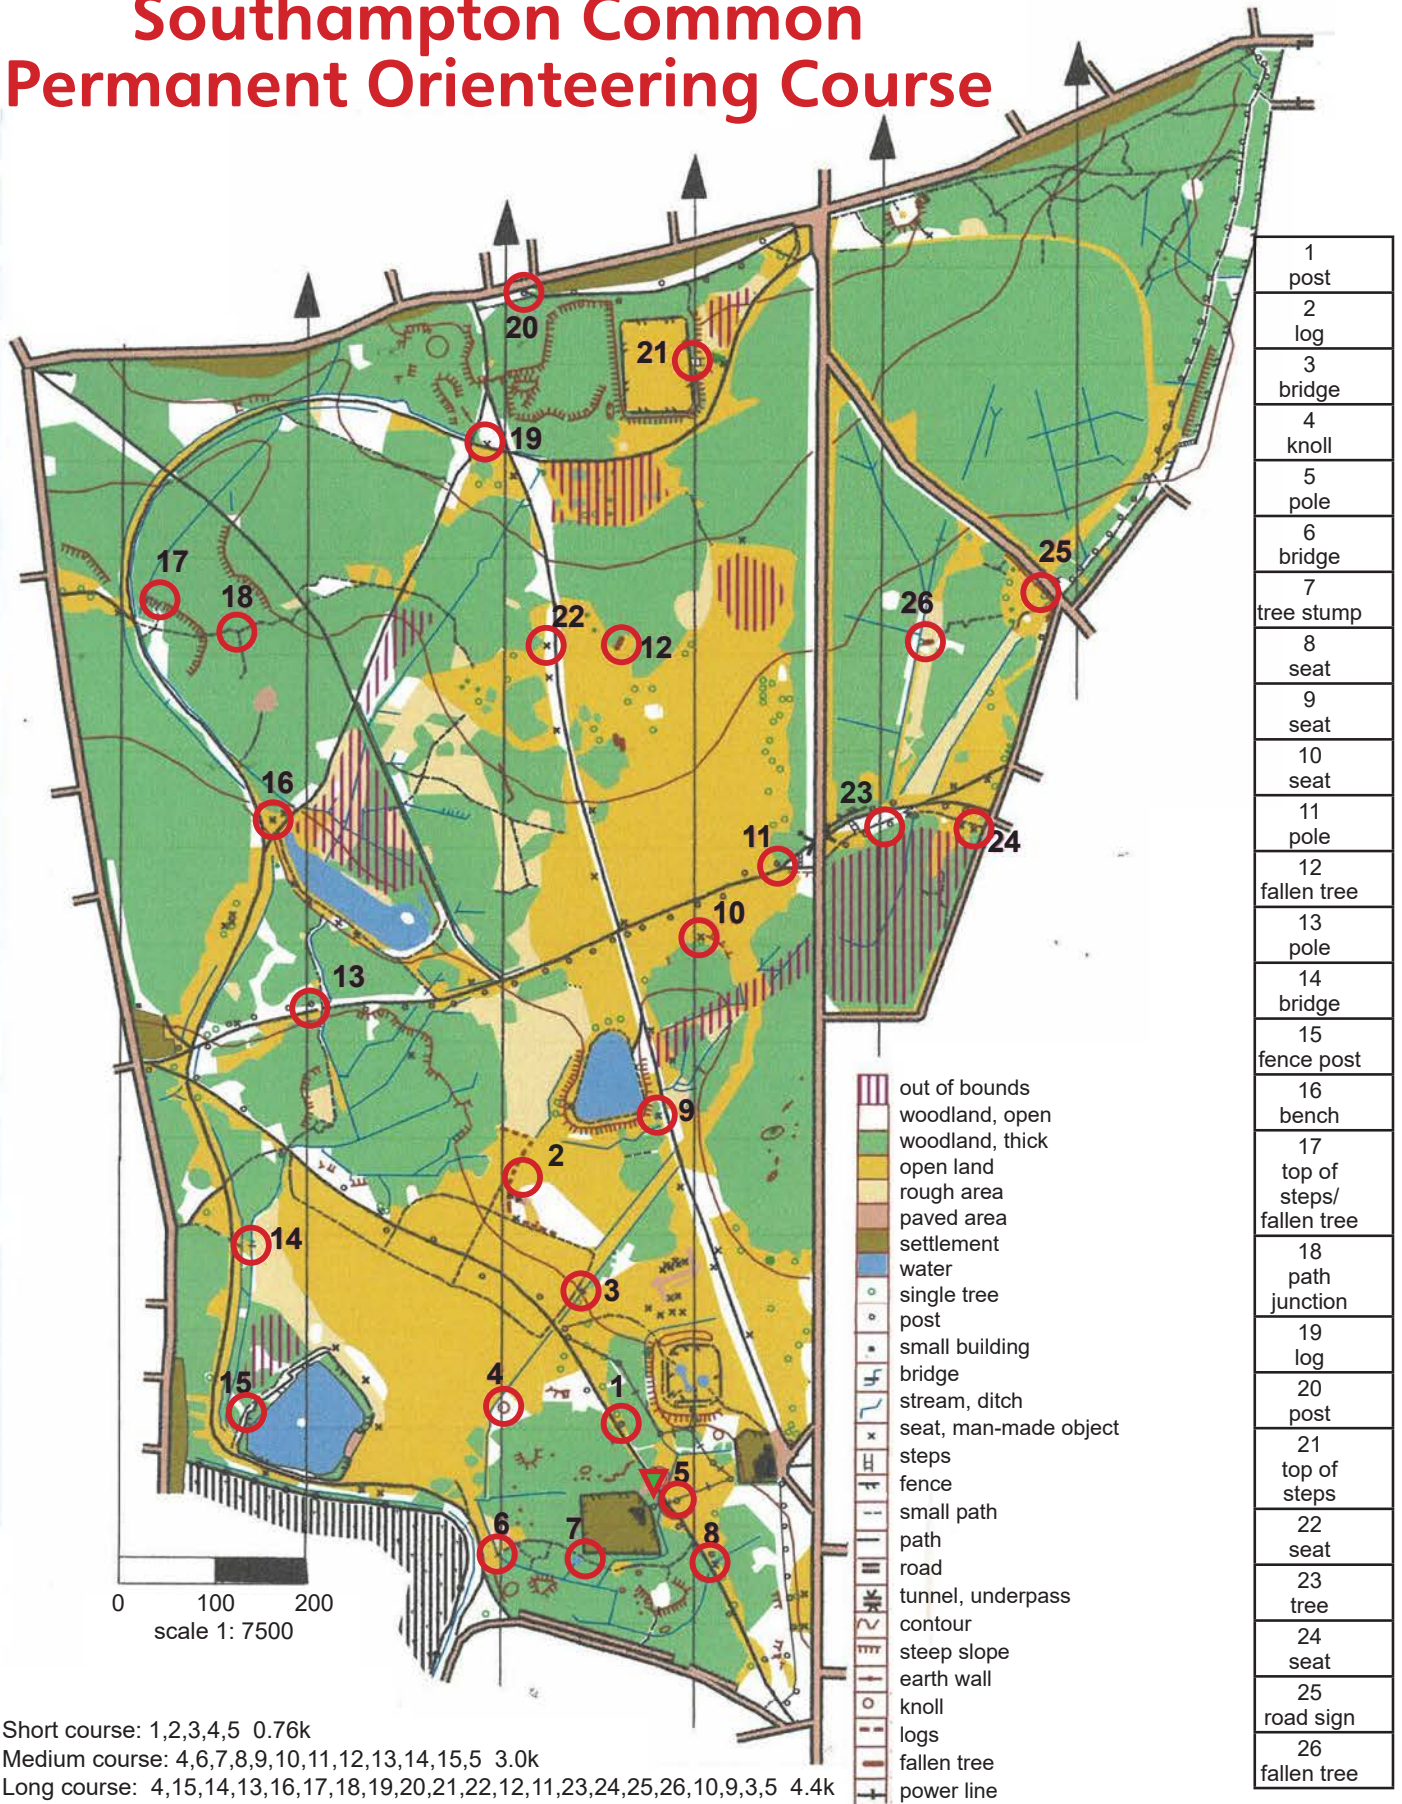 Southampton Common
Permanent Orienteering Course
20
21
19
17
18
22
12
25
26
16
23
24
11
10
13
9
2
14
3
4
1
15
5
6
7
8
1
post
2
log
3
bridge
4
knoll
5
pole
6
bridge
7
tree stump
8
seat
9
seat
10
seat
11
pole
12
fallen tree
13
pole
14
bridge
15
fence post
16
bench
17
top of
steps/
fallen tree
18
path
junction
19
log
20
post
21
top of
steps
22
seat
23
tree
24
seat
25
road sign
26
fallen tree
out of bounds
woodland, open
woodland, thick
open land
rough area
paved area
settlement
water
single tree
post
small building
bridge
stream, ditch
seat, man-made object
steps
fence
small path
path
road
tunnel, underpass
contour
steep slope
earth wall
knoll
logs
fallen tree
power line
0 100 200
scale 1: 7500
Short course: 1,2,3,4,5 0.76k
Medium course: 4,6,7,8,9,10,11,12,13,14,15,5 3.0k
Long course: 4,15,14,13,16,17,18,19,20,21,22,12,11,23,24,25,26,10,9,3,5 4.4k